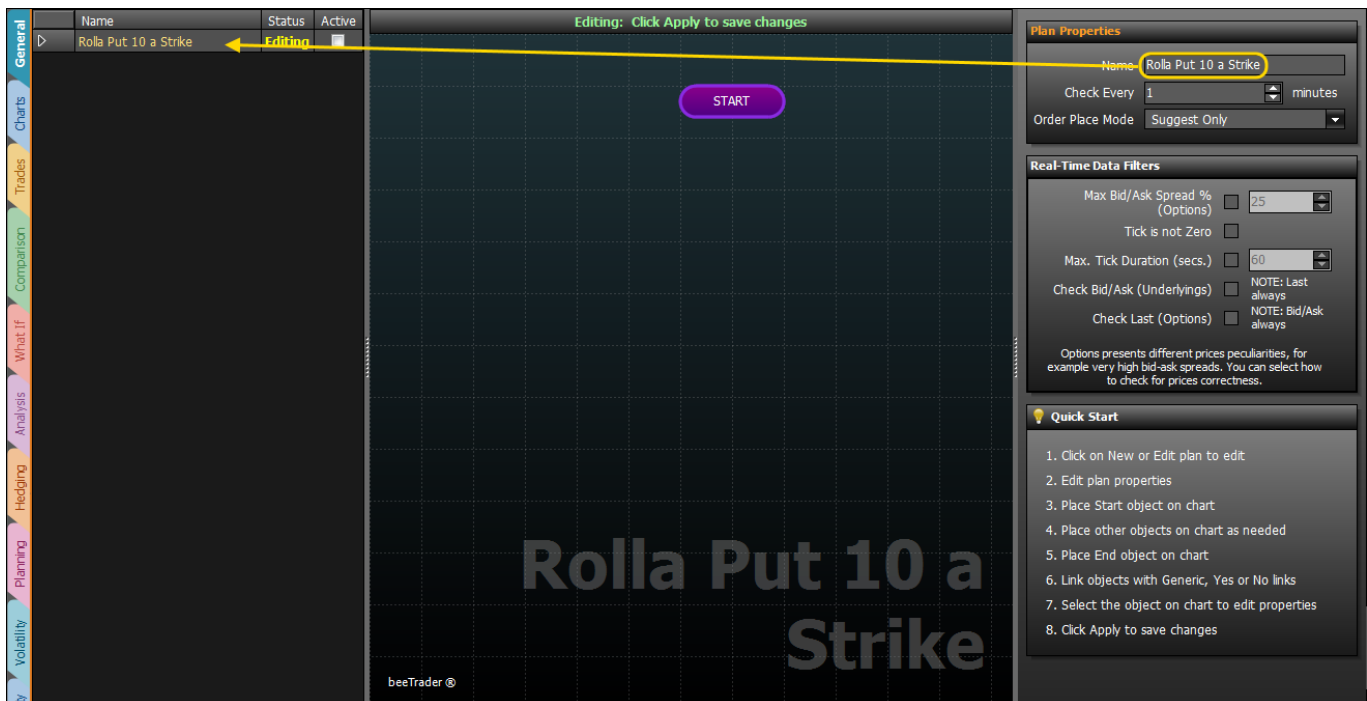 General
Charts
Trades
Comparison
What If
Analysis
Hedging
Planning
Volatility
Name Status Active
Rolla Put 10 a Strike Editing
Editing: Click Apply to save changes
START
Rolla Put 10 a
Strike
beeTrader ®
Plan Properties
Name Rolla Put 10 a Strike
Check Every 1 minutes
Order Place Mode Suggest Only
Real-Time Data Filters
Max Bid/Ask Spread %
(Options) 25
Tick is not Zero
Max. Tick Duration (secs.) 60
Check Bid/Ask (Underlyings) NOTE: Last
always
Check Last (Options) NOTE: Bid/Ask
always
Options presents different prices peculiarities, for
example very high bid-ask spreads. You can select how
to check for prices correctness.
Quick Start
1. Click on New or Edit plan to edit
2. Edit plan properties
3. Place Start object on chart
4. Place other objects on chart as needed
5. Place End object on chart
6. Link objects with Generic, Yes or No links
7. Select the object on chart to edit properties
8. Click Apply to save changes